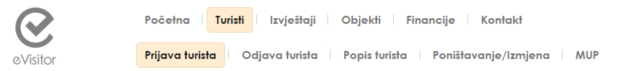 Početna Turisti Izvještaji Objekti Financije Kontakt
eVisitor
Prijava turista Odjava turista Popis turista Poništavanje/Izmjena MUP